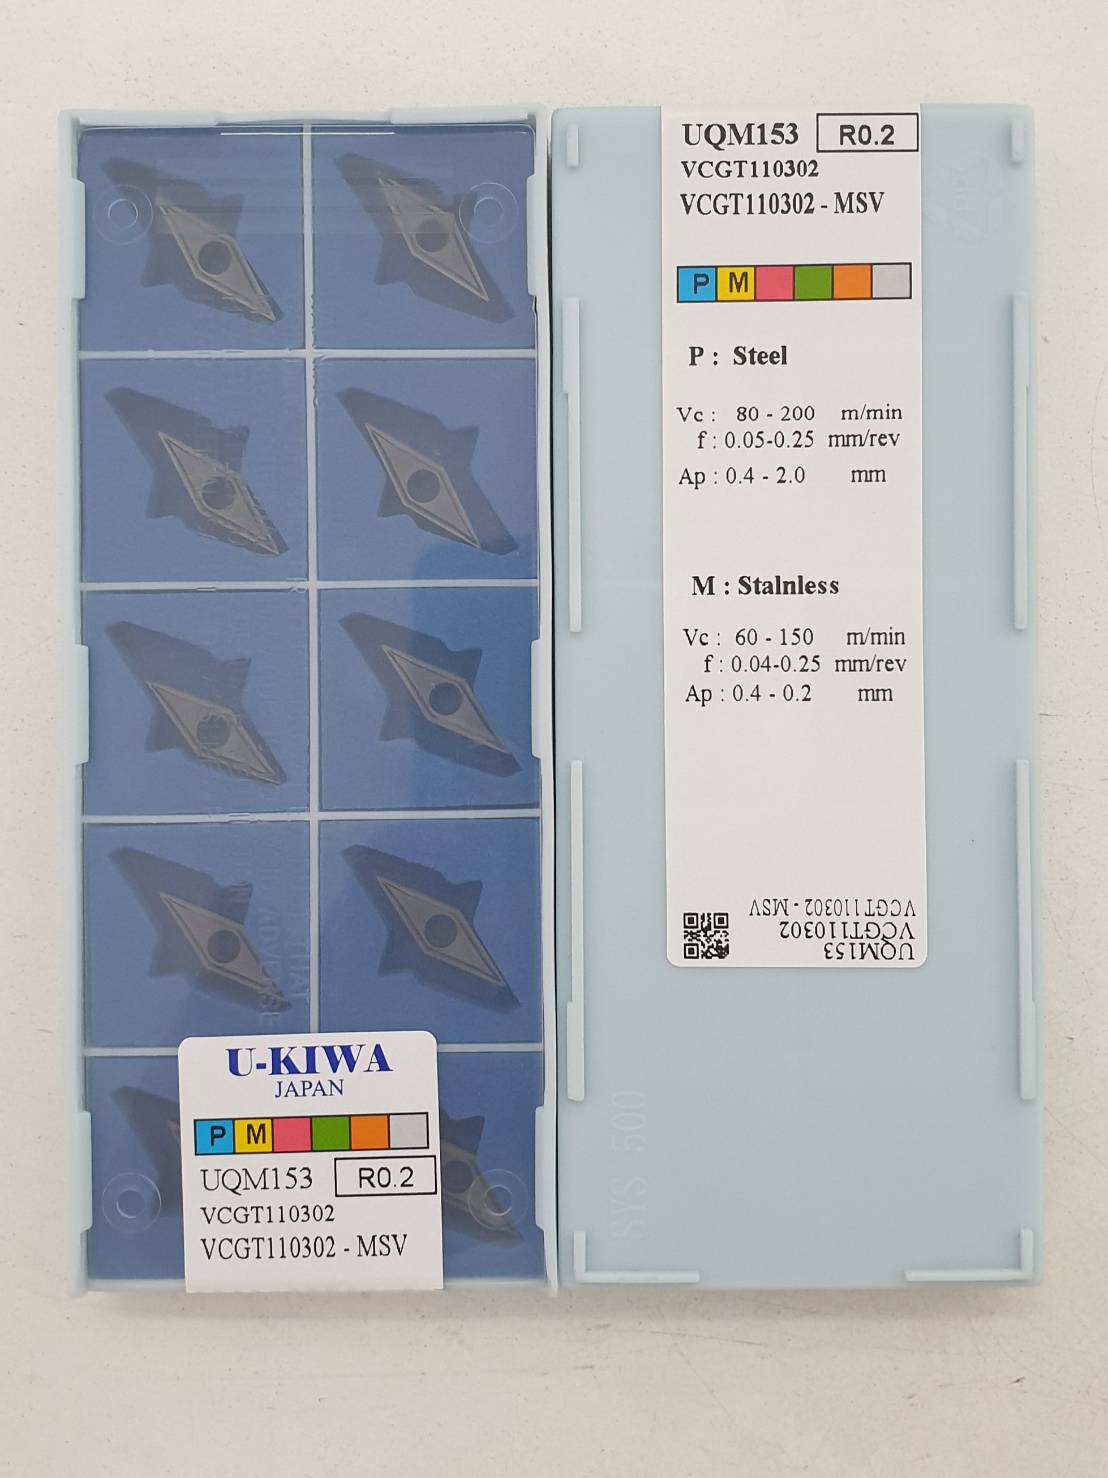 U-KIWA
JAPAN
P M
UQM153 R0.2
VCGT110302
VCGT110302 - MSV
UQM153 R0.2
VCGT110302
VCGT110302 - MSV
P M
P : Steel
Vc : 80 - 200 m/min
f : 0.05-0.25 mm/rev
Ap : 0.4 - 2.0 mm
M : Stalnless
Vc : 60 - 150 m/min
f : 0.04-0.25 mm/rev
Ap : 0.4 - 0.2 mm
UQM153
VCGT110302
VCGT110302 - MSV
SYS 500